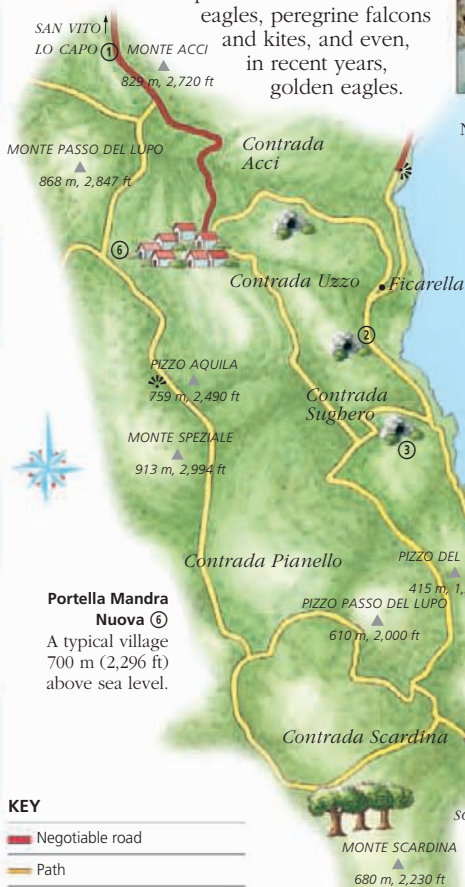 eagles, peregrine falcons
and kites, and even,
in recent years,
golden eagles.
SAN VITO
LO CAPO
1
MONTE ACCI
829 m, 2,720 ft
Contrada
Acci
MONTE PASSO DEL LUPO
868 m, 2,847 ft
6
Contrada Uzzo
Ficarella
2
PIZZO AQUILA
759 m, 2,490 ft
Contrada
Sughero
3
MONTE SPEZIALE
913 m, 2,994 ft
Contrada Pianello
PIZZO DEL
415 m, 1,
PIZZO PASSO DEL LUPO
610 m, 2,000 ft
Portella Mandra
Nuova 6
A typical village
700 m (2,296 ft)
above sea level.
Contrada Scardina
KEY
Negotiable road
Path
MONTE SCARDINA
680 m, 2,230 ft